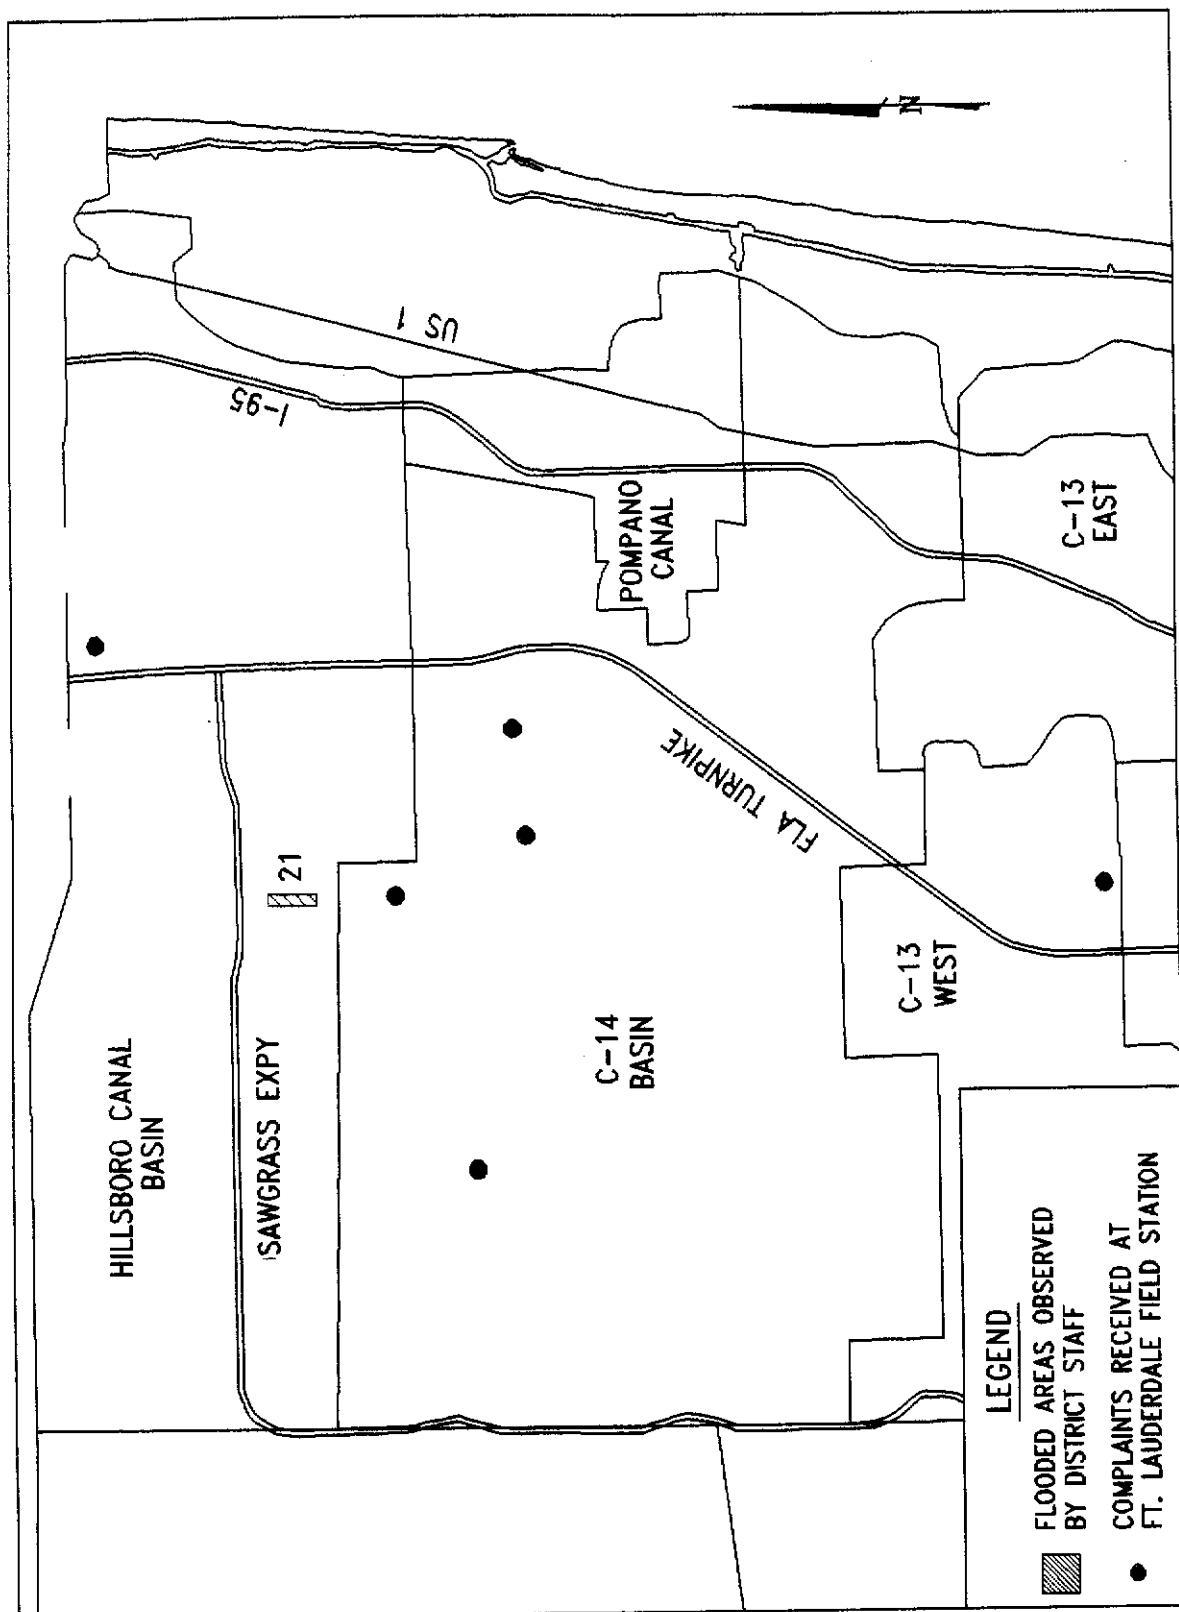 HILLSBORO CANAL
BASIN
SAWGRASS EXPY
21
I-95
US 1
N
POMPANO
CANAL
FLA TURNPIKE
C-14
BASIN
C-13
WEST
C-13
EAST
LEGEND
FLOODED AREAS OBSERVED
BY DISTRICT STAFF
COMPLAINTS RECEIVED AT
FT. LAUDERDALE FIELD STATION